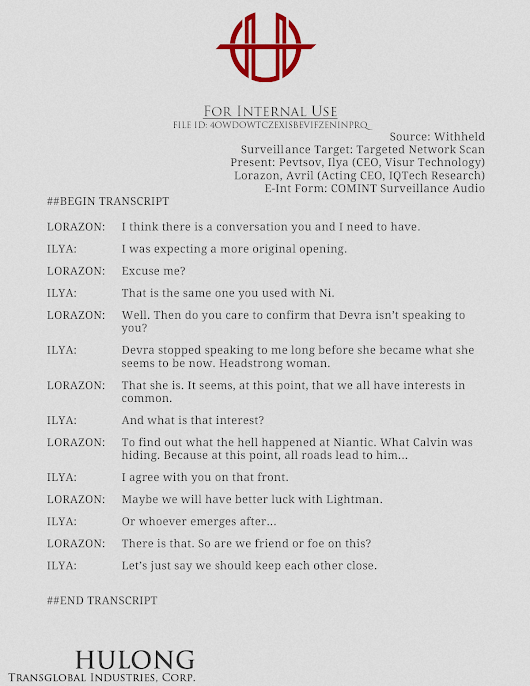 For Internal Use
FILE ID: 4OWDOWTCZEXISBEVIFZENINPRQ_
Source: Withheld
Surveillance Target: Targeted Network Scan
Present: Pevtsov, Ilya (CEO, Visur Technology)
Lorazon, Avril (Acting CEO, IQTech Research)
E-Int Form: COMINT Surveillance Audio
##BEGIN TRANSCRIPT
LORAZON: I think there is a conversation you and I need to have.
ILYA: I was expecting a more original opening.
LORAZON: Excuse me?
ILYA: That is the same one you used with Ni.
LORAZON: Well. Then do you care to confirm that Devra isn't speaking to
you?
ILYA: Devra stopped speaking to me long before she became what she
seems to be now. Headstrong woman.
LORAZON: That she is. It seems, at this point, that we all have interests in
common.
ILYA: And what is that interest?
LORAZON: To find out what the hell happened at Niantic. What Calvin was
hiding. Because at this point, all roads lead to him...
ILYA: I agree with you on that front.
LORAZON: Maybe we will have better luck with Lightman.
ILYA: Or whoever emerges after...
LORAZON: There is that. So are we friend or foe on this?
ILYA: Let's just say we should keep each other close.
##END TRANSCRIPT
HULONG
Transglobal Industries, Corp.